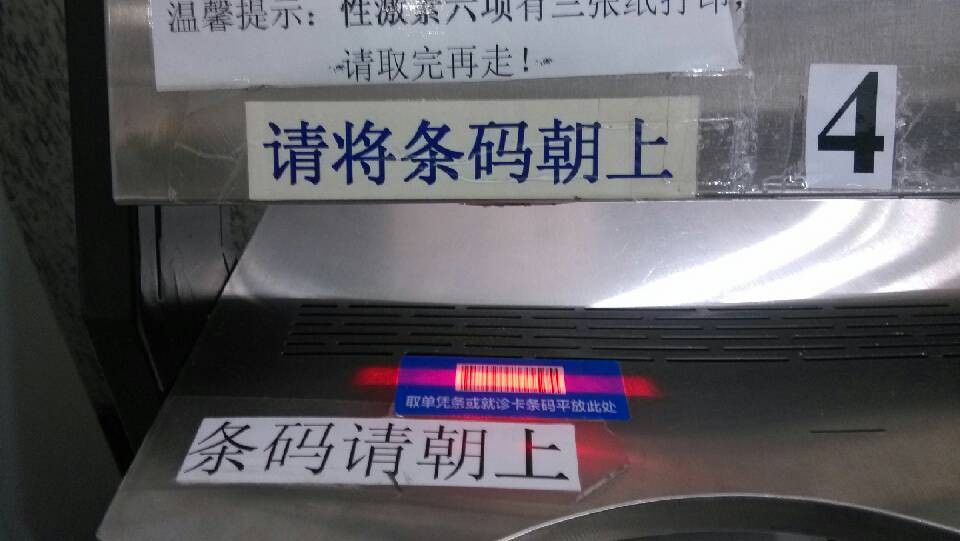 温馨提示：性激素六项有三张纸打印，
请取完再走！
请将条码朝上
4
取单凭条或就诊卡条码平放此处
条码请朝上